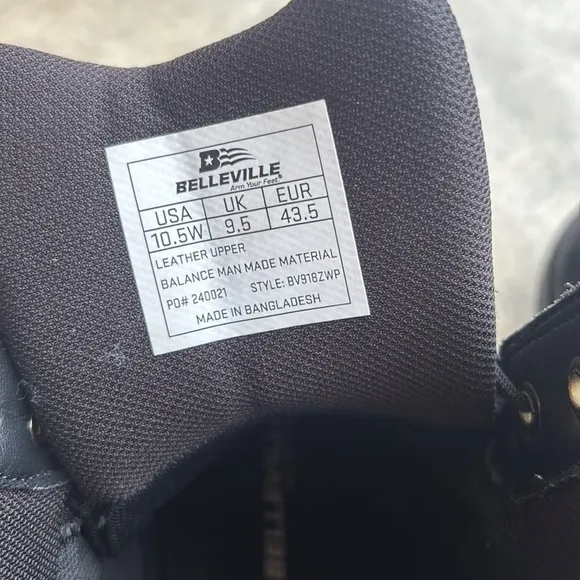 BELLEVILLE
Arm Your Feet®
USA UK EUR
10.5W 9.5 43.5
LEATHER UPPER
BALANCE MAN MADE MATERIAL
PO# 240021 STYLE: BV918ZWP
MADE IN BANGLADESH
BELLEVILLE